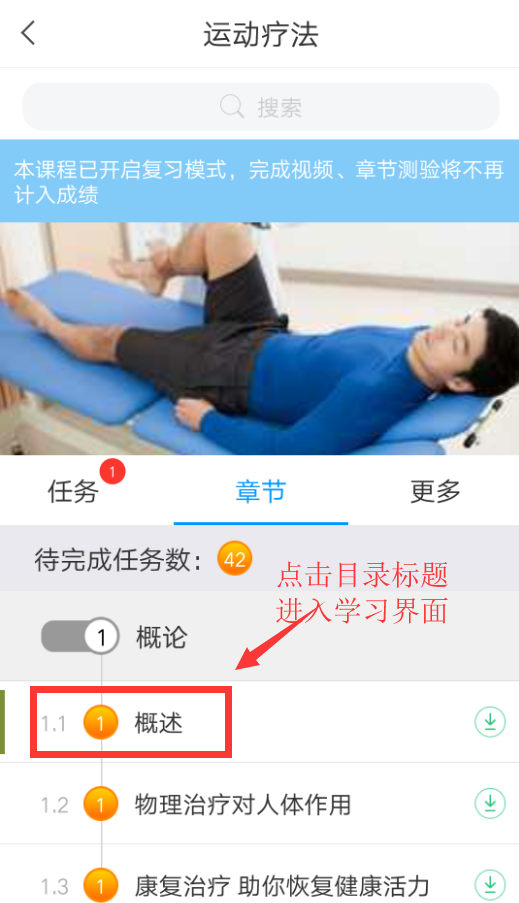 运动疗法
搜索
本课程已开启复习模式，完成视频、章节测验将不再
计入成绩
任务 1
章节
更多
待完成任务数： 42
点击目录标题
进入学习界面
1 概论
1.1 1 概述
1.2 1 物理治疗对人体作用
1.3 1 康复治疗 助你恢复健康活力